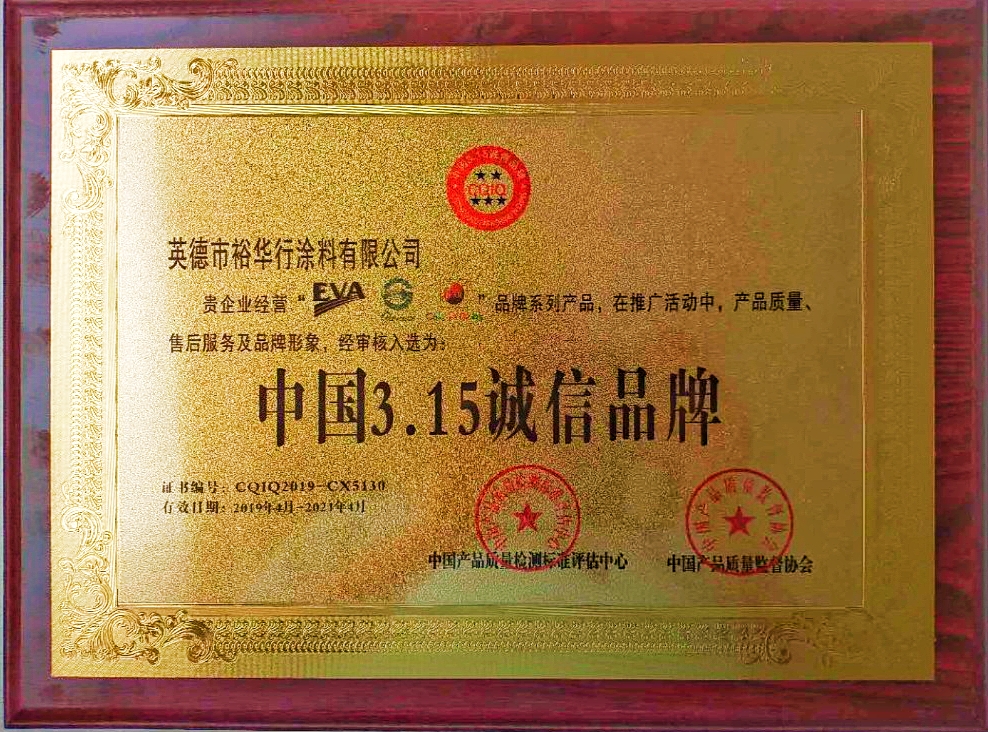 英德市裕华行涂料有限公司
贵企业经营“EVA ”品牌系列产品，在推广活动中，产品质量、
售后服务及品牌形象，经审核入选为：
中国3.15诚信品牌
证书编号：CQIQ2019-CX5130
有效日期：2019年4月-2021年4月
中国产品质量检测标准评估中心
中国产品质量监督协会